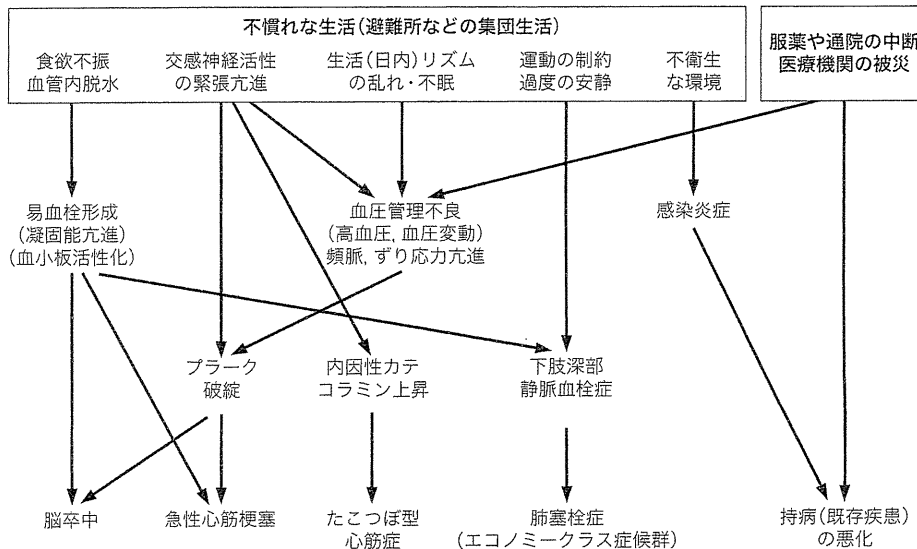 不慣れな生活(避難所などの集団生活)
食欲不振
血管内脱水
交感神経活性
の緊張亢進
生活(日内)リズム
の乱れ・不眠
運動の制約
過度の安静
不衛生
な環境
服薬や通院の中断
医療機関の被災
易血栓形成
(凝固能亢進)
(血小板活性化)
血圧管理不良
(高血圧, 血圧変動)
頻脈, ずり応力亢進
感染炎症
プラーク
破綻
内因性カテ
コラミン上昇
下肢深部
静脈血栓症
脳卒中
急性心筋梗塞
たこつぼ型
心筋症
肺塞栓症
(エコノミークラス症候群)
持病(既存疾患)
の悪化